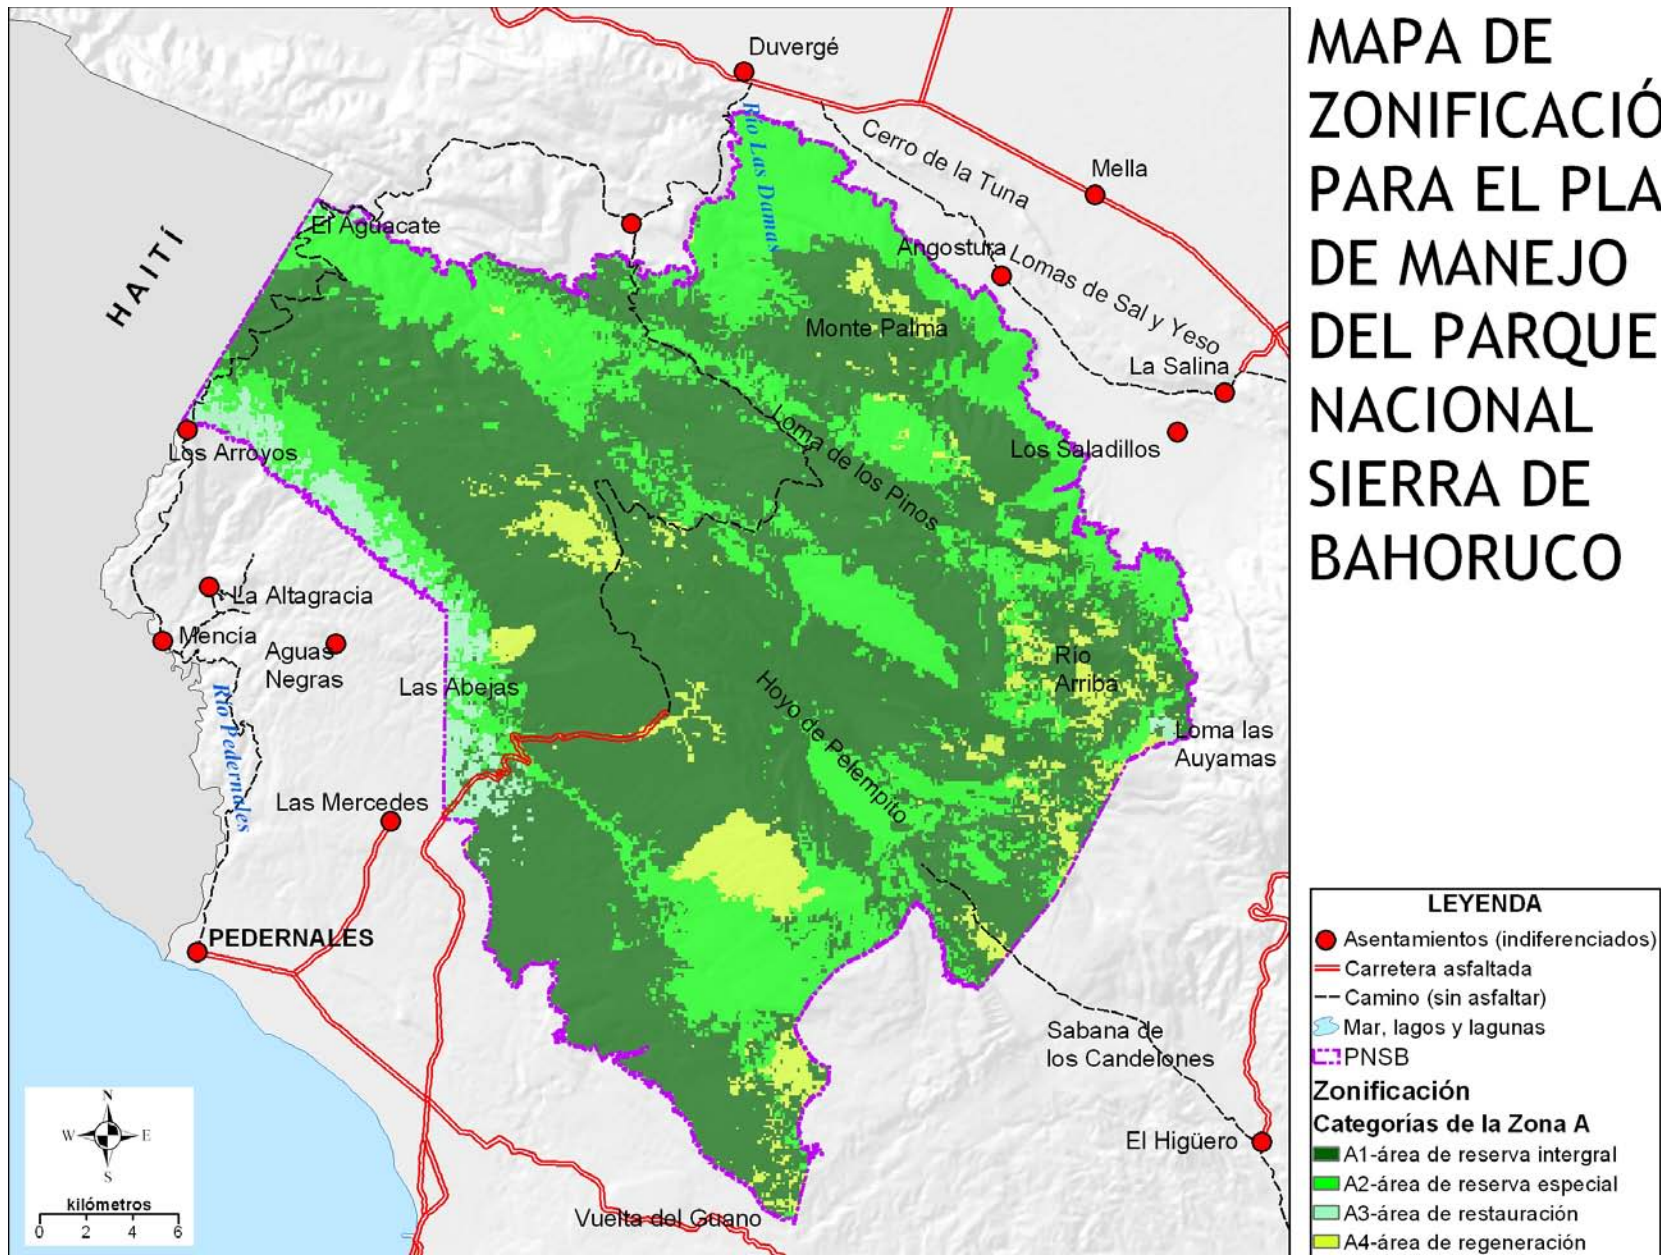 MAPA DE
ZONIFICACIÓ
PARA EL PLA
DE MANEJO
DEL PARQUE
NACIONAL
SIERRA DE
BAHORUCO
Duvergé
Río Las Damas
Cerro de la Tuna
Mella
El Aguacate
HAITÍ
Angostura
Lomas de Sal y Yeso
Monte Palma
La Salina
Loma de los Pinos
Los Arroyos
Los Saladillos
La Altagracia
Mencía
Aguas
Negras
Río
Arriba
Las Abejas
Hoyo de Pelempito
Río Pedernales
Loma las
Auyamas
Las Mercedes
PEDERNALES
Sabana de
los Candelones
El Higüero
Vuelta del Guano
N
W E
S
kilómetros
0 2 4 6
LEYENDA
Asentamientos (indiferenciados)
Carretera asfaltada
Camino (sin asfaltar)
Mar, lagos y lagunas
PNSB
Zonificación
Categorías de la Zona A
A1-área de reserva intergral
A2-área de reserva especial
A3-área de restauración
A4-área de regeneración